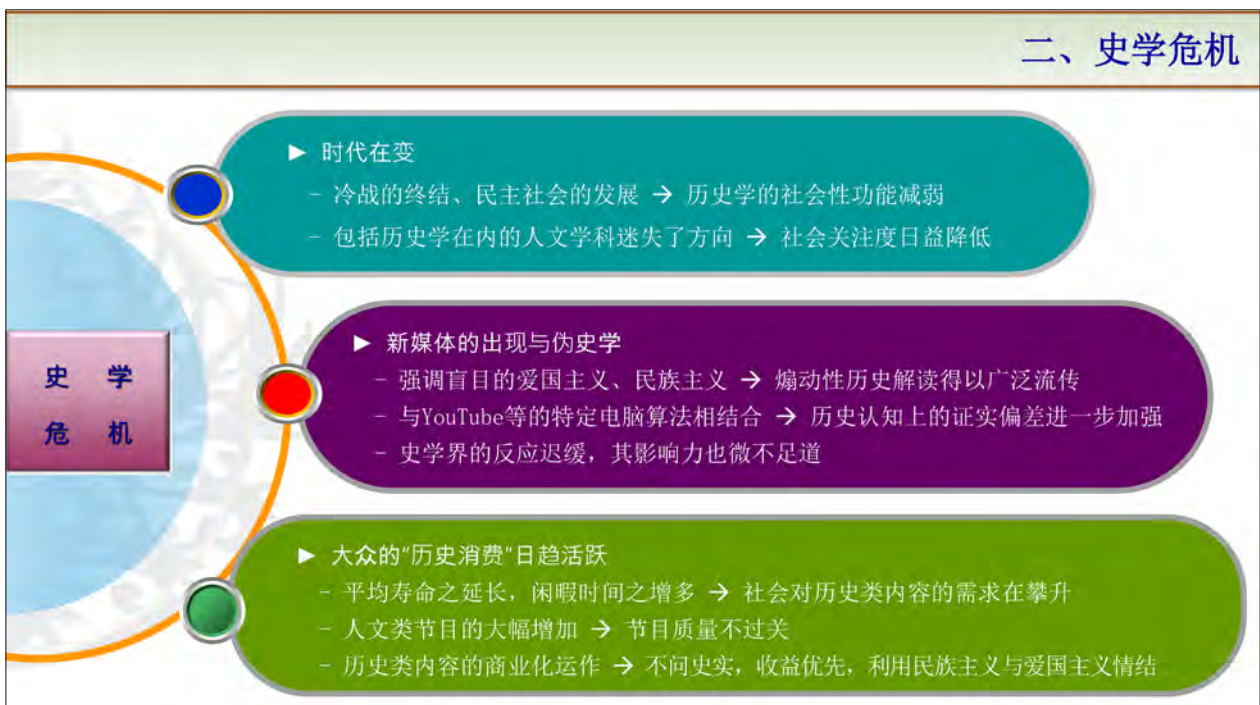 二、史学危机
► 时代在变
– 冷战的终结、民主社会的发展 → 历史学的社会性功能减弱
– 包括历史学在内的人文学科迷失了方向 → 社会关注度日益降低
史 学
危 机
► 新媒体的出现与伪史学
– 强调盲目的爱国主义、民族主义 → 煽动性历史解读得以广泛流传
– 与YouTube等的特定电脑算法相结合 → 历史认知上的证实偏差进一步加强
– 史学界的反应迟缓，其影响力也微不足道
► 大众的“历史消费”日趋活跃
– 平均寿命之延长，闲暇时间之增多 → 社会对历史类内容的需求在攀升
– 人文类节目的大幅增加 → 节目质量不过关
– 历史类内容的商业化运作 → 不问史实，收益优先，利用民族主义与爱国主义情结